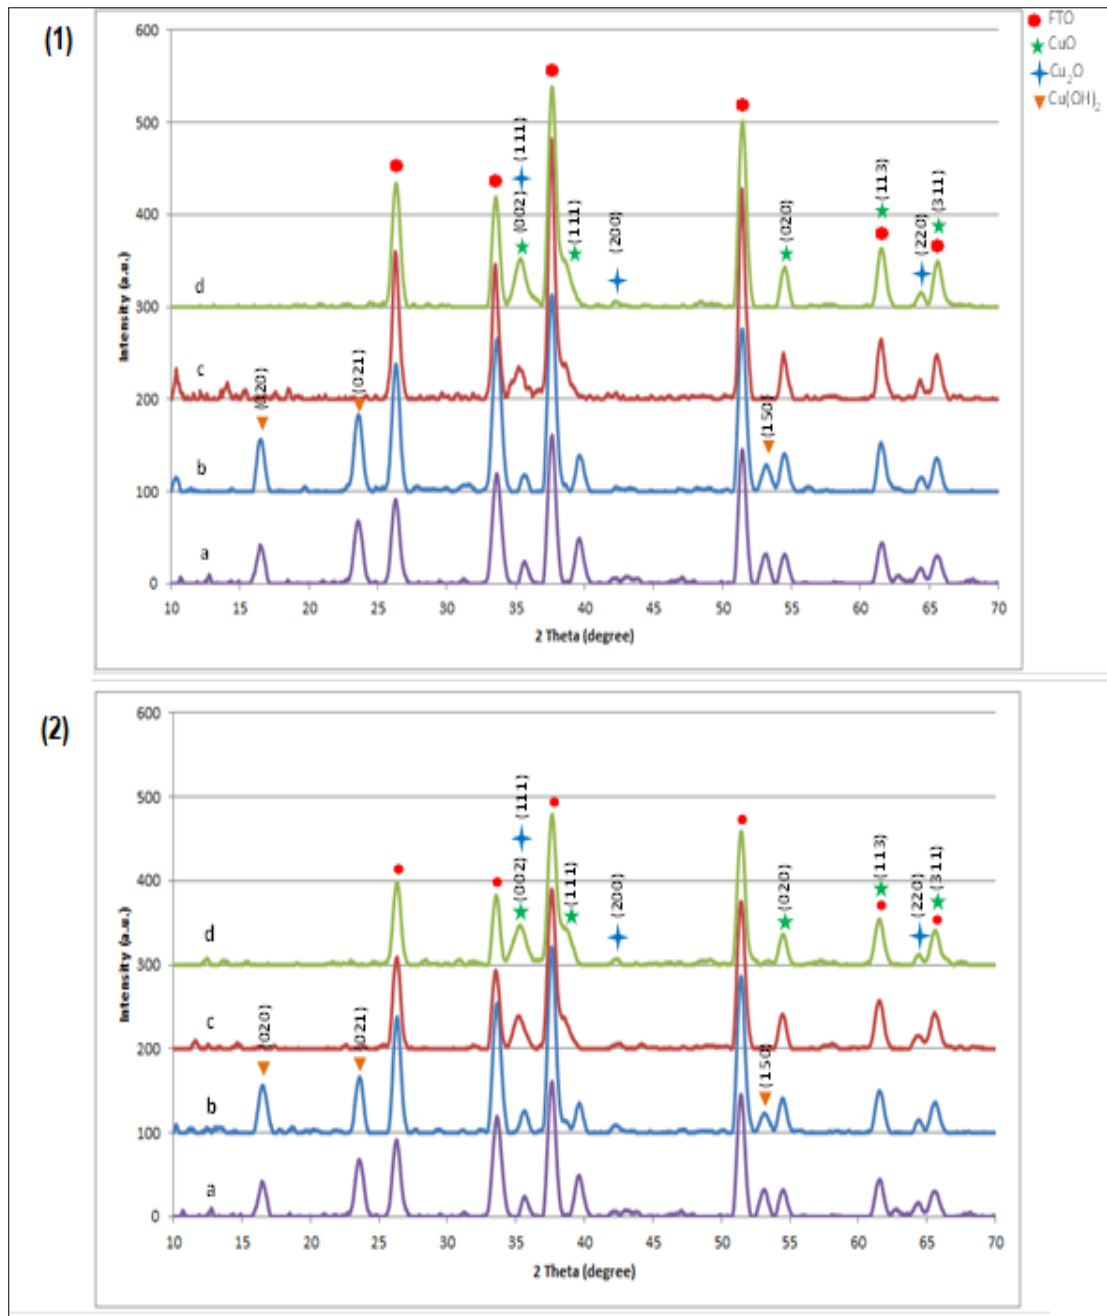 (1)
FTO
CuO
Cu₂O
Cu(OH)₂
600
500
400
300
200
100
0
Intensity (a.u.)
d
c
b
a
(020)
(021)
(111)
(002)
(111)
(200)
(150)
(020)
(113)
(220)
(311)
10 15 20 25 30 35 40 45 50 55 60 65 70
2 Theta (degree)
(2)
600
500
400
300
200
100
0
Intensity (a.u.)
d
c
b
a
(020)
(021)
(111)
(002)
(111)
(200)
(150)
(020)
(113)
(220)
(311)
10 15 20 25 30 35 40 45 50 55 60 65 70
2 Theta (degree)